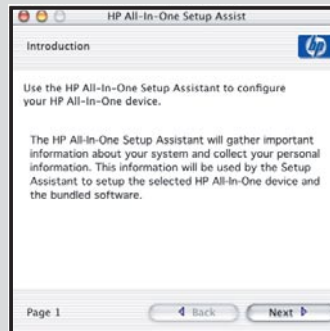 HP All-In-One Setup Assist
Introduction
hp
Use the HP All-In-One Setup Assistant to configure
your HP All-In-One device.
The HP All-In-One Setup Assistant will gather important
information about your system and collect your personal
information. This information will be used by the Setup
Assistant to setup the selected HP All-In-One device and
the bundled software.
Page 1
Back
Next